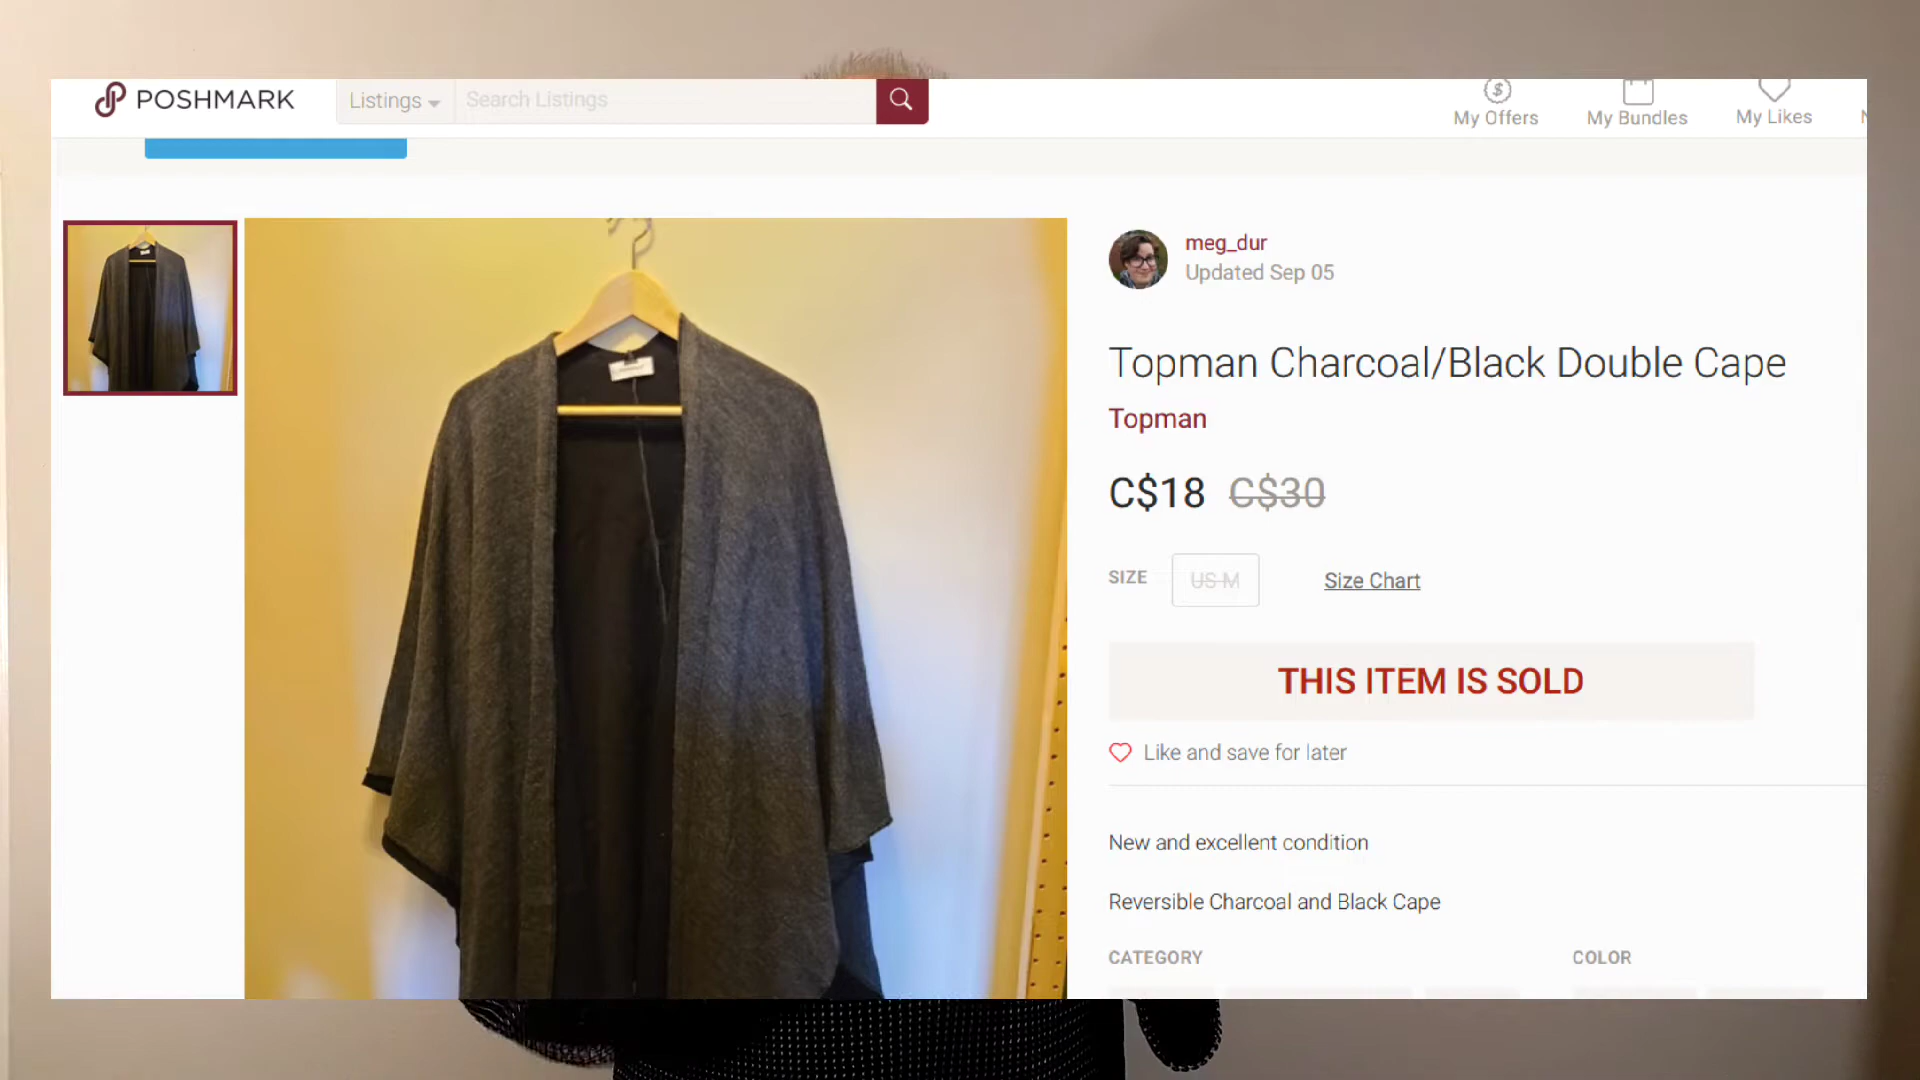 POSHMARK
Listings
Search Listings
My Offers
My Bundles
My Likes
meg_dur
Updated Sep 05
Topman Charcoal/Black Double Cape
Topman
C$18 C$30
SIZE US M Size Chart
THIS ITEM IS SOLD
Like and save for later
New and excellent condition
Reversible Charcoal and Black Cape
CATEGORY COLOR